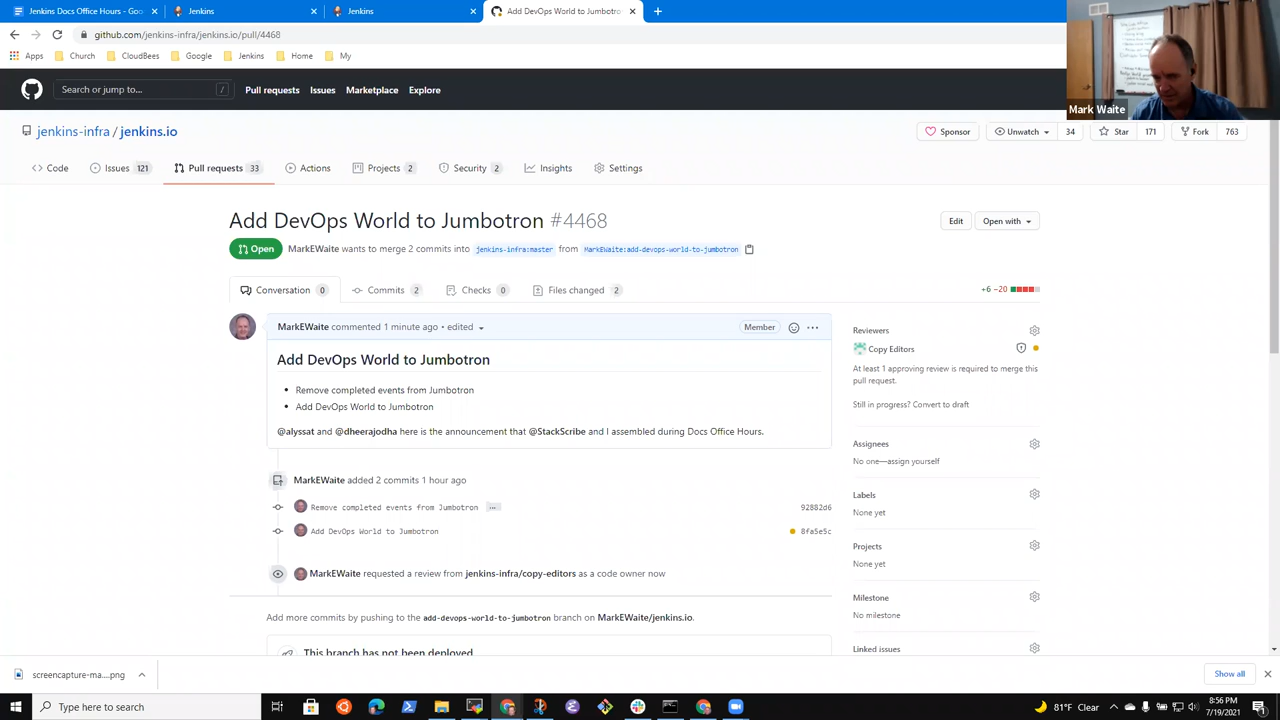 Jenkins Docs Office Hours - Goo
Jenkins
Jenkins
Add DevOps World to Jumbotro
github.com/jenkins-infra/jenkins.io/pull/4468
Apps Church CloudBees Google Jenkins Home My
Mark Waite
Search or jump to... /
Pull requests Issues Marketplace Explore
jenkins-infra / jenkins.io
Sponsor Unwatch 34 Star 171 Fork 763
Code Issues 121 Pull requests 33 Actions Projects 2 Security 2 Insights Settings
Add DevOps World to Jumbotron #4468
Edit Open with
Open MarkEWaite wants to merge 2 commits into jenkins-infra:master from MarkEWaite:add-devops-world-to-jumbotron
Conversation 0 Commits 2 Checks 0 Files changed 2
+6 −20
MarkEWaite commented 1 minute ago • edited
Member
Add DevOps World to Jumbotron
Remove completed events from Jumbotron
Add DevOps World to Jumbotron
@alyssat and @dheerajodha here is the announcement that @StackScribe and I assembled during Docs Office Hours.
MarkEWaite added 2 commits 1 hour ago
Remove completed events from Jumbotron ... 92882d6
Add DevOps World to Jumbotron 8fa5e5c
MarkEWaite requested a review from jenkins-infra/copy-editors as a code owner now
Add more commits by pushing to the add-devops-world-to-jumbotron branch on MarkEWaite/jenkins.io.
This branch has not been deployed
Reviewers
Copy Editors
At least 1 approving review is required to merge this
pull request.
Still in progress? Convert to draft
Assignees
No one—assign yourself
Labels
None yet
Projects
None yet
Milestone
No milestone
Linked issues
screencapture-ma....png
Show all
Type here to search
81°F Clear
8:56 PM
7/19/2021